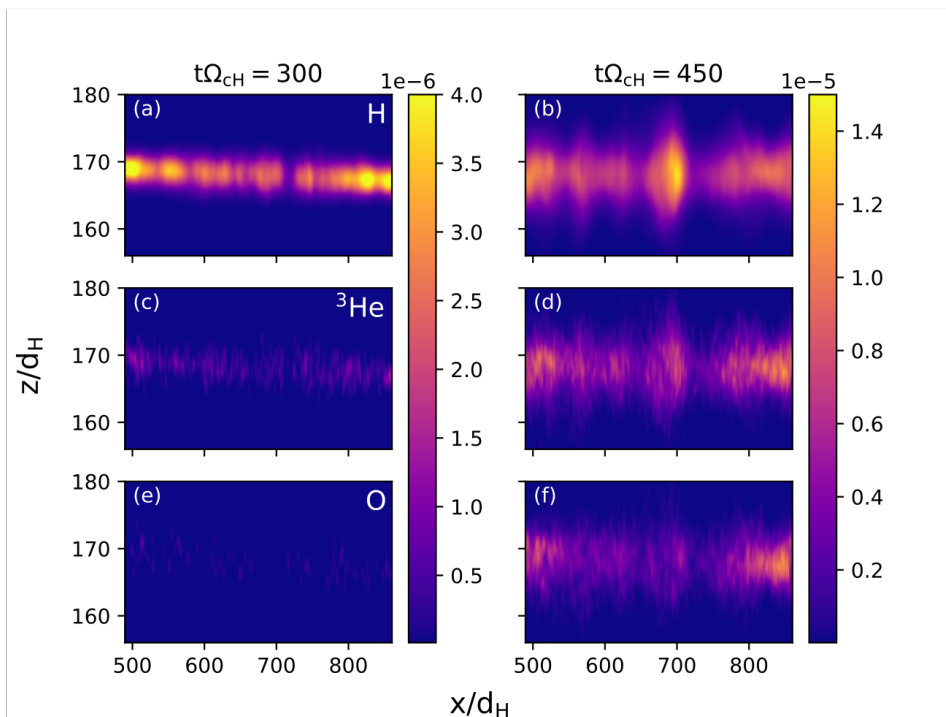 tΩcH = 300
tΩcH = 450
1e−6
1e−5
180
170
160
(a)
H
4.0
3.5
3.0
2.5
2.0
1.5
1.0
0.5
(b)
1.4
1.2
1.0
0.8
0.6
0.4
0.2
180
170
160
(c)
³He
(d)
z/dH
180
170
160
(e)
O
(f)
500 600 700 800
500 600 700 800
x/dH